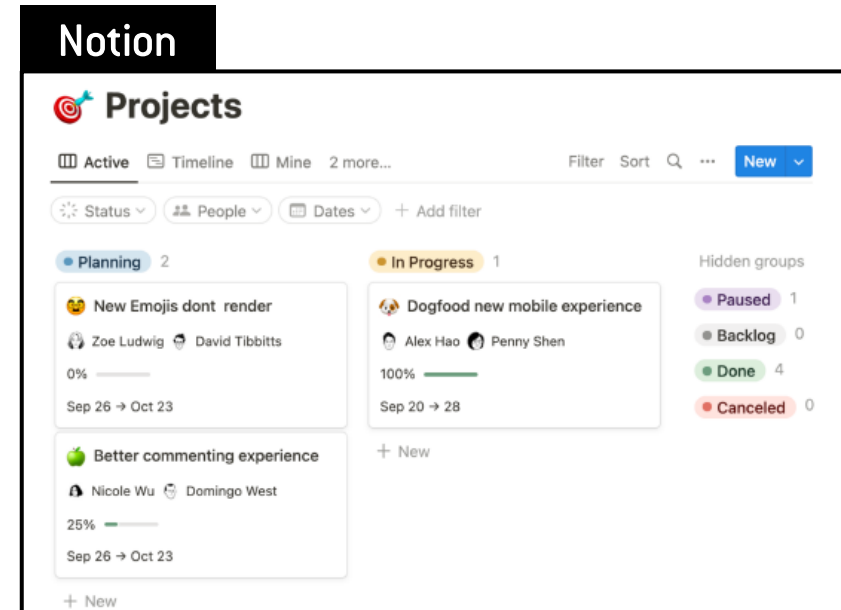 Notion
Projects
Active Timeline Mine 2 more... Filter Sort ... New
Status People Dates + Add filter
Planning 2
New Emojis dont render
Zoe Ludwig David Tibbitts
0%
Sep 26 → Oct 23
Better commenting experience
Nicole Wu Domingo West
25%
Sep 26 → Oct 23
+ New
In Progress 1
Dogfood new mobile experience
Alex Hao Penny Shen
100%
Sep 20 → 28
+ New
Hidden groups
Paused 1
Backlog 0
Done 4
Canceled 0